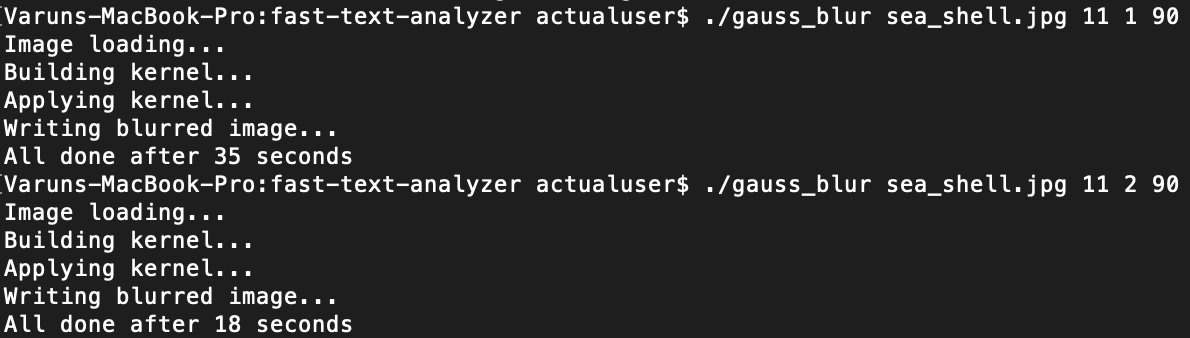 Varuns-MacBook-Pro:fast-text-analyzer actualuser$ ./gauss_blur sea_shell.jpg 11 1 90
Image loading...
Building kernel...
Applying kernel...
Writing blurred image...
All done after 35 seconds
Varuns-MacBook-Pro:fast-text-analyzer actualuser$ ./gauss_blur sea_shell.jpg 11 2 90
Image loading...
Building kernel...
Applying kernel...
Writing blurred image...
All done after 18 seconds